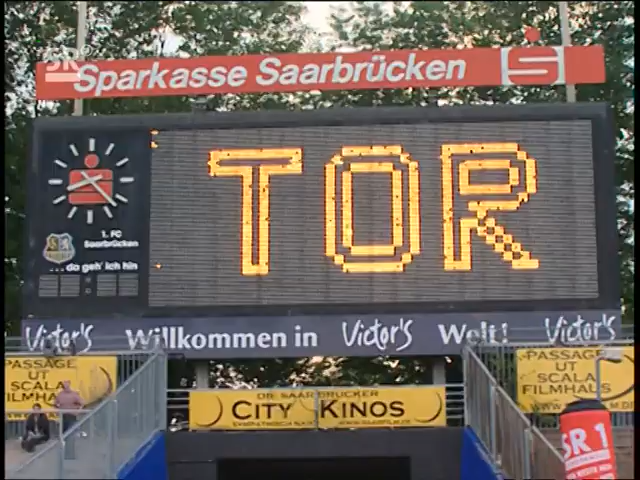 SR
Sparkasse Saarbrücken
TOR
1. FC
Saarbrücken
... da geh' ich hin
Victor's Willkommen in Victor's Welt! Victor's
PASSAGE
UT
SCALA
FILMHAUS
PASSAGE
UT SCALA
FILMHAUS
DIE SAARBRÜCKER
CITY KINOS
SR 1